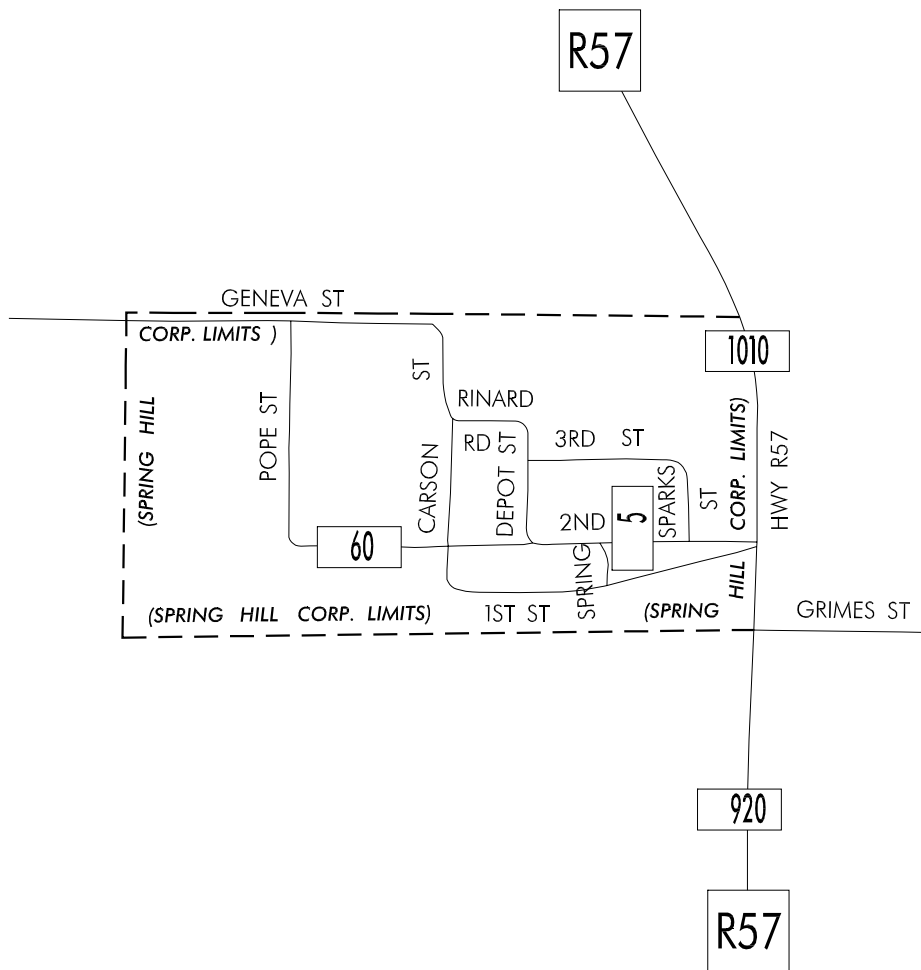 R57
GENEVA ST
CORP. LIMITS )
1010
(SPRING HILL
POPE ST
ST
RINARD
RD
CARSON
DEPOT ST
3RD ST
SPARKS
ST
CORP. LIMITS)
HWY R57
2ND
5
60
SPRING
HILL
(SPRING HILL CORP. LIMITS)
1ST ST
(SPRING
GRIMES ST
920
R57